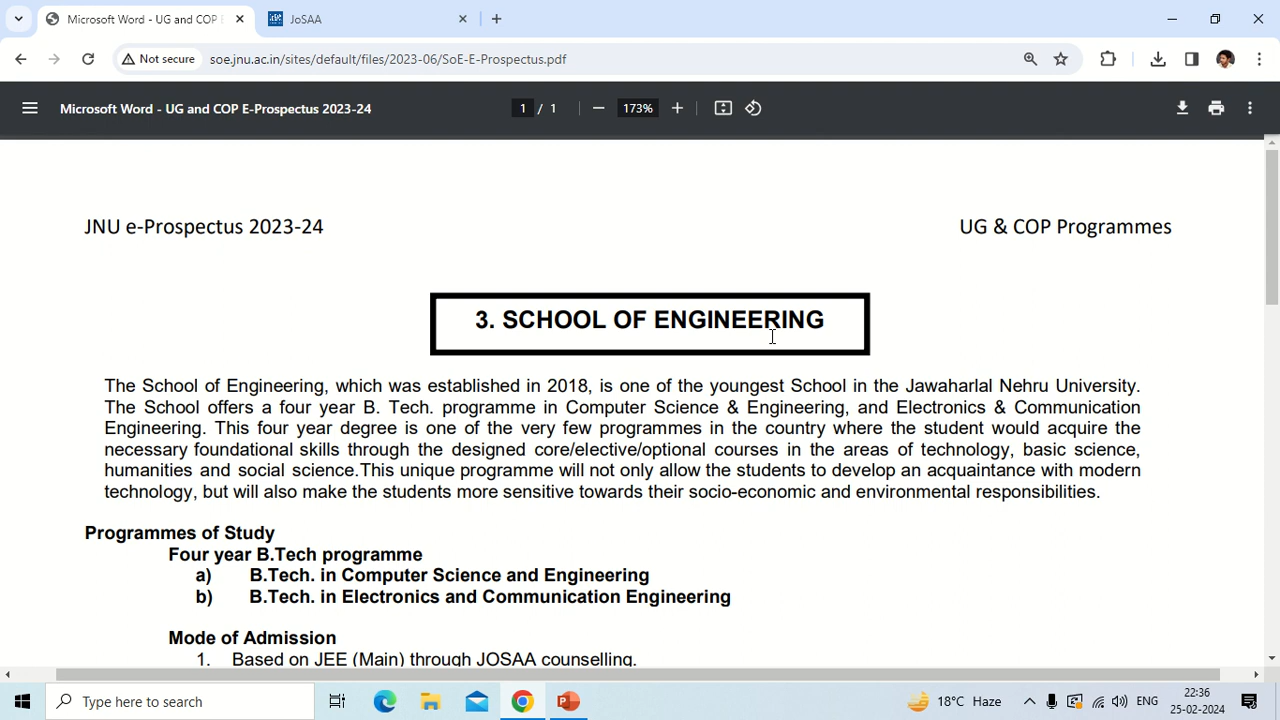 Microsoft Word - UG and COP E
JoSAA
Not secure
soe.jnu.ac.in/sites/default/files/2023-06/SoE-E-Prospectus.pdf
Microsoft Word - UG and COP E-Prospectus 2023-24
1 / 1
173%
JNU e-Prospectus 2023-24
UG & COP Programmes
3. SCHOOL OF ENGINEERING
The School of Engineering, which was established in 2018, is one of the youngest School in the Jawaharlal Nehru University.
The School offers a four year B. Tech. programme in Computer Science & Engineering, and Electronics & Communication
Engineering. This four year degree is one of the very few programmes in the country where the student would acquire the
necessary foundational skills through the designed core/elective/optional courses in the areas of technology, basic science,
humanities and social science.This unique programme will not only allow the students to develop an acquaintance with modern
technology, but will also make the students more sensitive towards their socio-economic and environmental responsibilities.
Programmes of Study
Four year B.Tech programme
a) B.Tech. in Computer Science and Engineering
b) B.Tech. in Electronics and Communication Engineering
Mode of Admission
1. Based on JEE (Main) through JOSAA counselling.
Type here to search
18°C Haze
ENG
22:36
25-02-2024